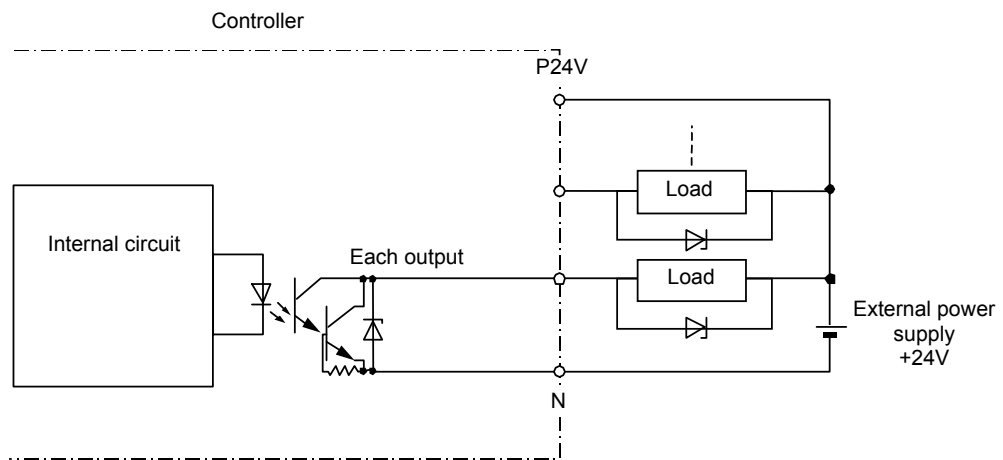 Controller
P24V
Load
Internal circuit
Each output
Load
External power
supply
+24V
N